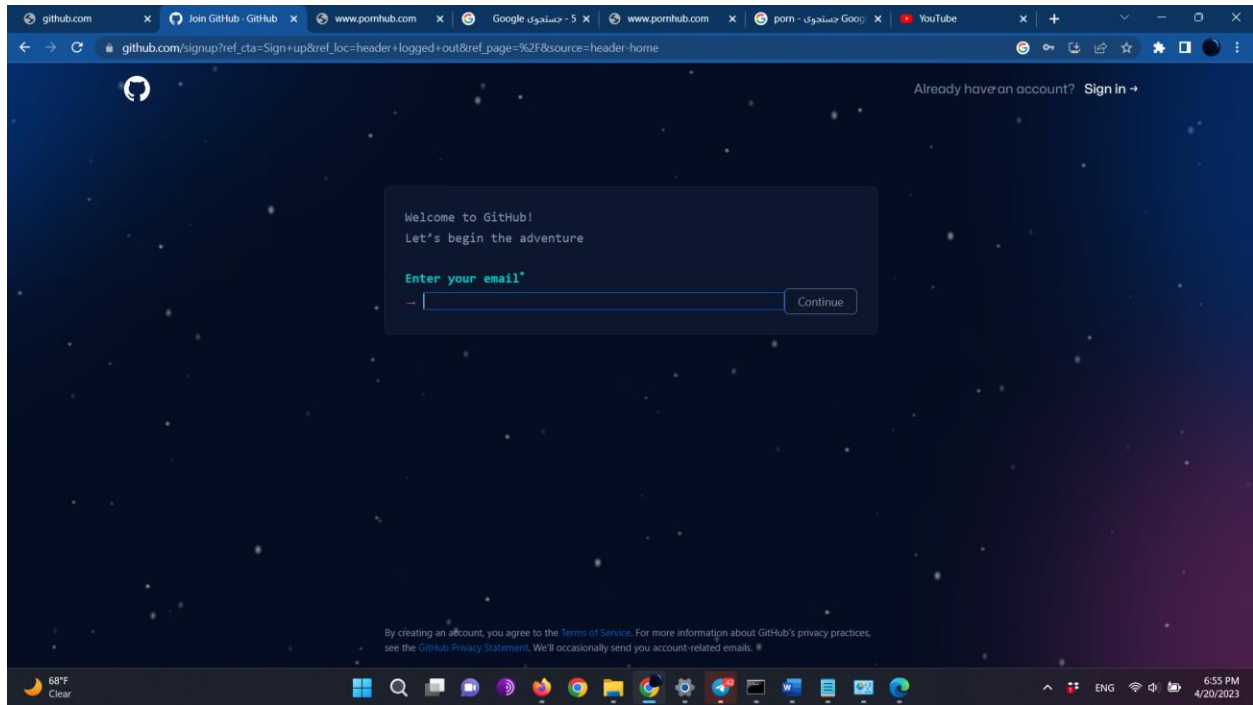 github.com
Join GitHub · GitHub
www.pornhub.com
5 - جستجوی Google
www.pornhub.com
porn - جستجوی Goog
YouTube
github.com/signup?ref_cta=Sign+up&ref_loc=header+logged+out&ref_page=%2F&source=header-home
Already have an account? Sign in →
Welcome to GitHub!
Let's begin the adventure
Enter your email*
→
Continue
By creating an account, you agree to the Terms of Service. For more information about GitHub's privacy practices,
see the GitHub Privacy Statement. We'll occasionally send you account-related emails.
68°F
Clear
ENG
6:55 PM
4/20/2023